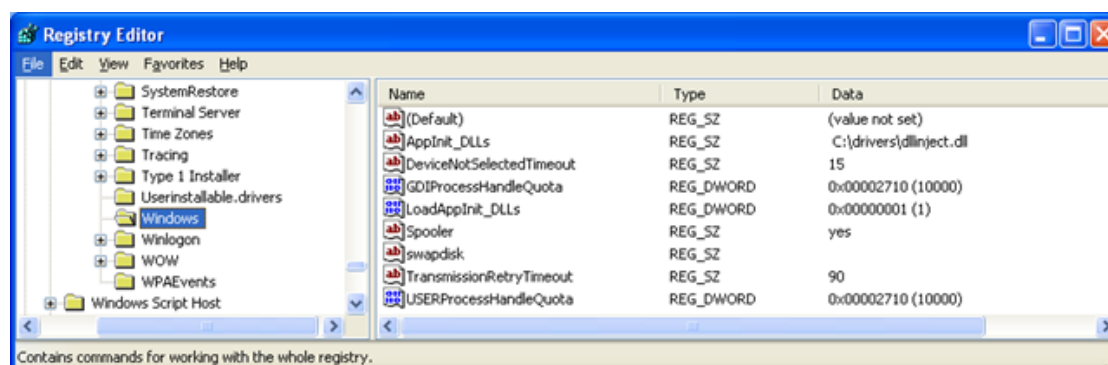 Registry Editor
File Edit View Favorites Help
SystemRestore
Terminal Server
Time Zones
Tracing
Type 1 Installer
Userinstallable.drivers
Windows
Winlogon
WOW
WPAEvents
Windows Script Host
Name Type Data
(Default) REG_SZ (value not set)
AppInit_DLLs REG_SZ C:\drivers\dllinject.dll
DeviceNotSelectedTimeout REG_SZ 15
GDIProcessHandleQuota REG_DWORD 0x00002710 (10000)
LoadAppInit_DLLs REG_DWORD 0x00000001 (1)
Spooler REG_SZ yes
swapdisk REG_SZ
TransmissionRetryTimeout REG_SZ 90
USERProcessHandleQuota REG_DWORD 0x00002710 (10000)
Contains commands for working with the whole registry.